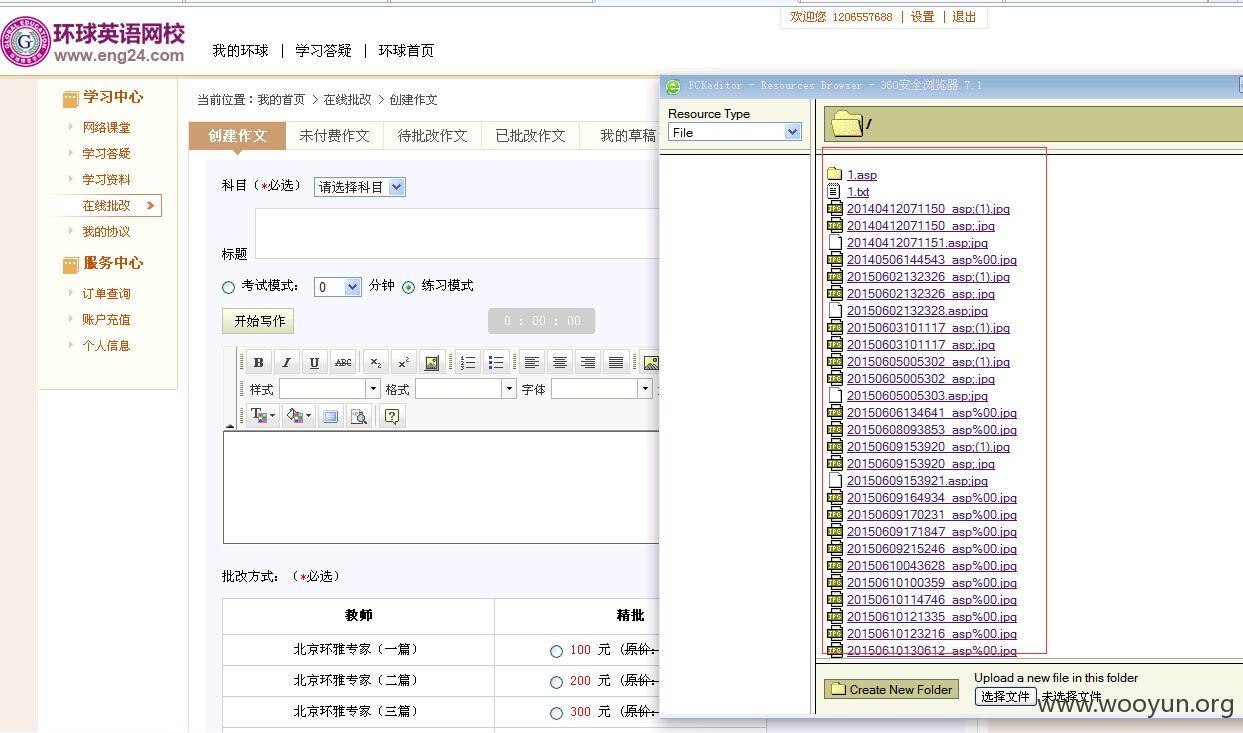 欢迎您 1206557688 | 设置 | 退出
环球英语网校
www.eng24.com
我的环球 | 学习答疑 | 环球首页
学习中心
网络课堂
学习答疑
学习资料
在线批改 »
我的协议
服务中心
订单查询
账户充值
个人信息
当前位置：我的首页 > 在线批改 > 创建作文
创建作文 未付费作文 待批改作文 已批改作文 我的草稿
科目（*必选） 请选择科目
标题
考试模式： 0 分钟 练习模式
开始写作 0 : 00 : 00
B I U ABC
样式 格式 字体
批改方式：（*必选）
教师 精批
北京环雅专家（一篇） 100 元（原价：
北京环雅专家（二篇） 200 元（原价：
北京环雅专家（三篇） 300 元（原价：
FCKeditor - Resources Browser - 360安全浏览器 7.1
Resource Type
File
/
1.asp
1.txt
20140412071150_asp;(1).jpg
20140412071150_asp;.jpg
20140412071151.asp;jpg
20140506144543_asp%00.jpg
20150602132326_asp;(1).jpg
20150602132326_asp;.jpg
20150602132328.asp;jpg
20150603101117_asp;(1).jpg
20150603101117_asp;.jpg
20150605005302_asp;(1).jpg
20150605005302_asp;.jpg
20150605005303.asp;jpg
20150606134641_asp%00.jpg
20150608093853_asp%00.jpg
20150609153920_asp;(1).jpg
20150609153920_asp;.jpg
20150609153921.asp;jpg
20150609164934_asp%00.jpg
20150609170231_asp%00.jpg
20150609171847_asp%00.jpg
20150609215246_asp%00.jpg
20150610043628_asp%00.jpg
20150610100359_asp%00.jpg
20150610114746_asp%00.jpg
20150610121335_asp%00.jpg
20150610123216_asp%00.jpg
20150610130612_asp%00.jpg
Create New Folder
Upload a new file in this folder
选择文件 未选择文件
www.wooyun.org